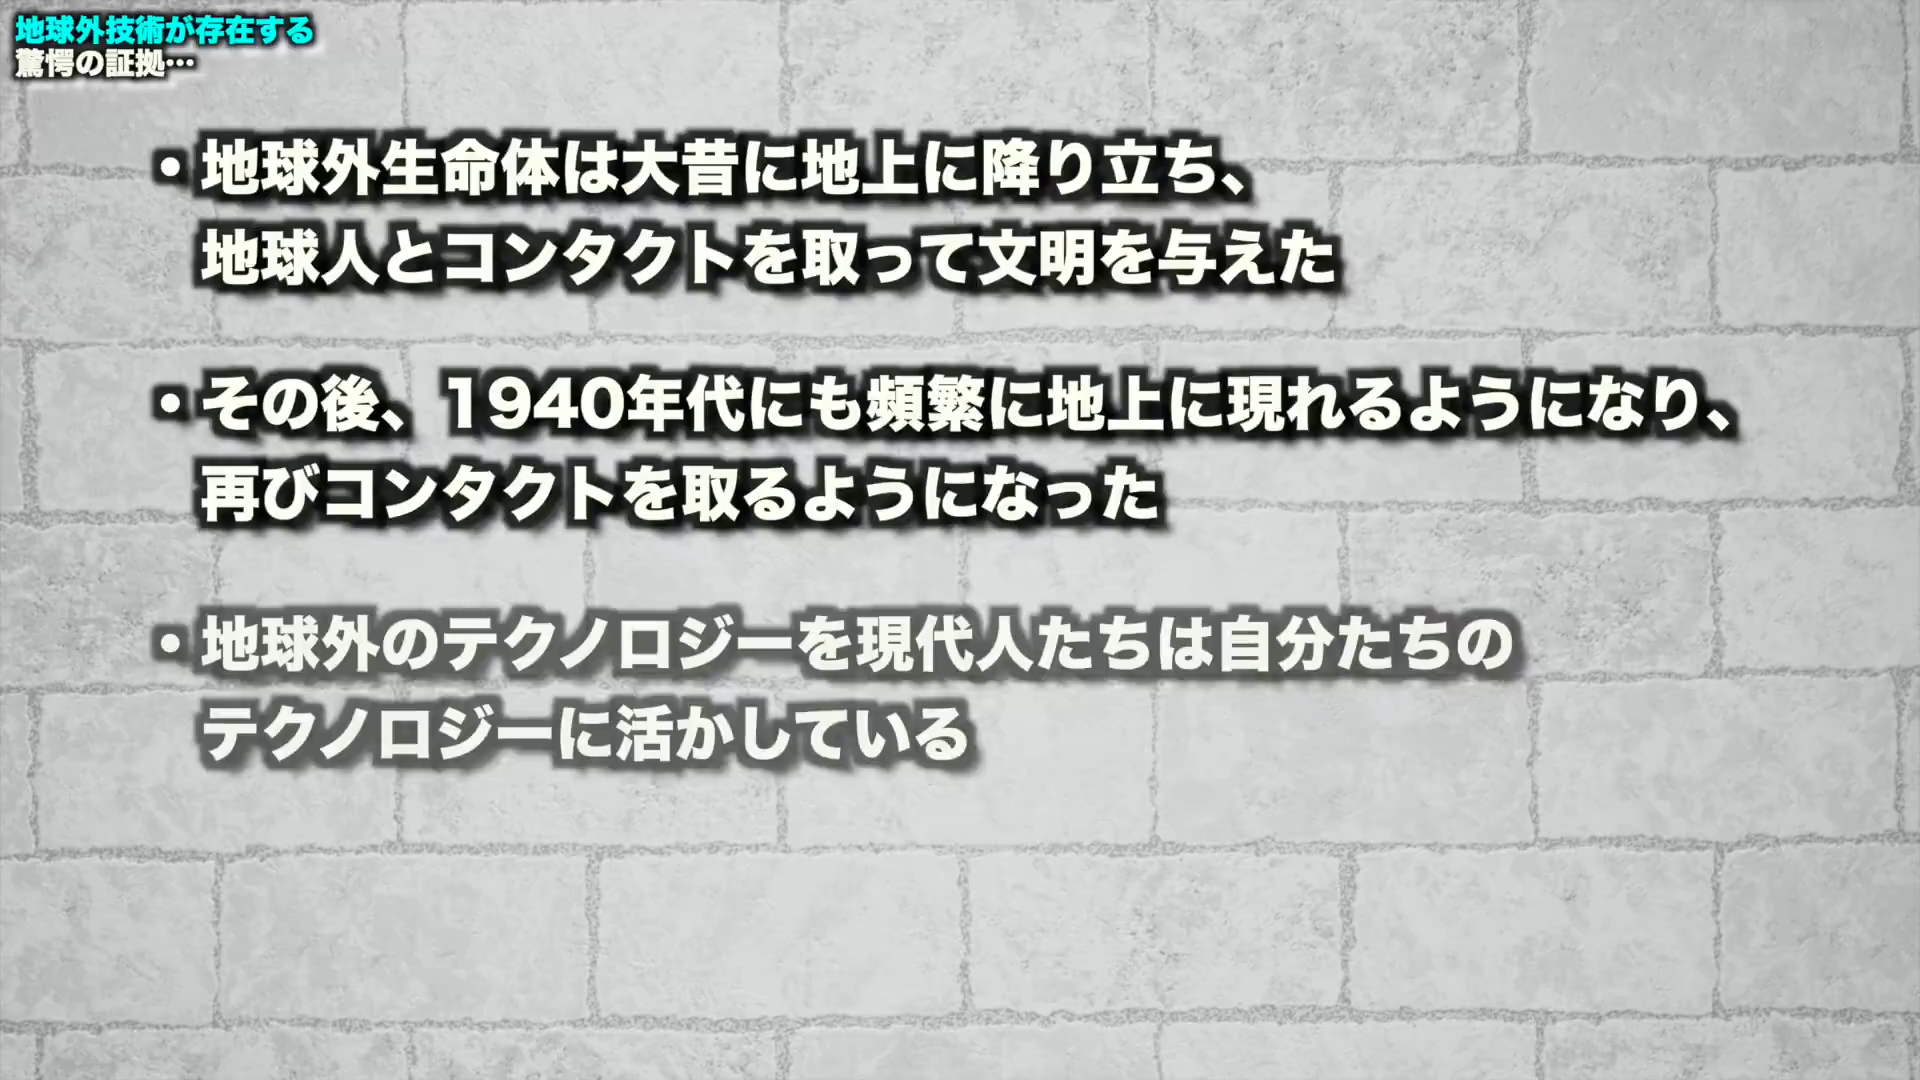 地球外技術が存在する
驚愕の証拠…
・地球外生命体は大昔に地上に降り立ち、
地球人とコンタクトを取って文明を与えた
・その後、1940年代にも頻繁に地上に現れるようになり、
再びコンタクトを取るようになった
・地球外のテクノロジーを現代人たちは自分たちの
テクノロジーに活かしている